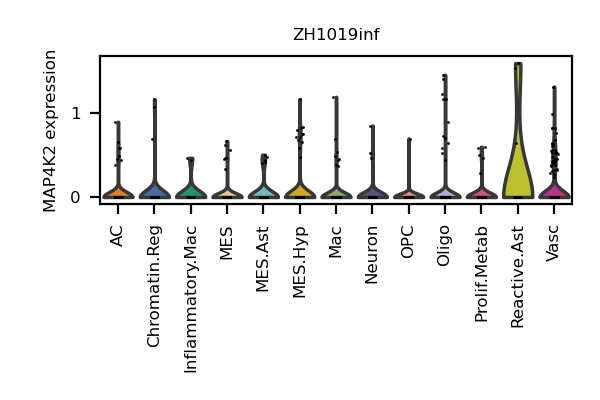 ZH1019inf
MAP4K2 expression
1
0
AC
Chromatin.Reg
Inflammatory.Mac
MES
MES.Ast
MES.Hyp
Mac
Neuron
OPC
Oligo
Prolif.Metab
Reactive.Ast
Vasc